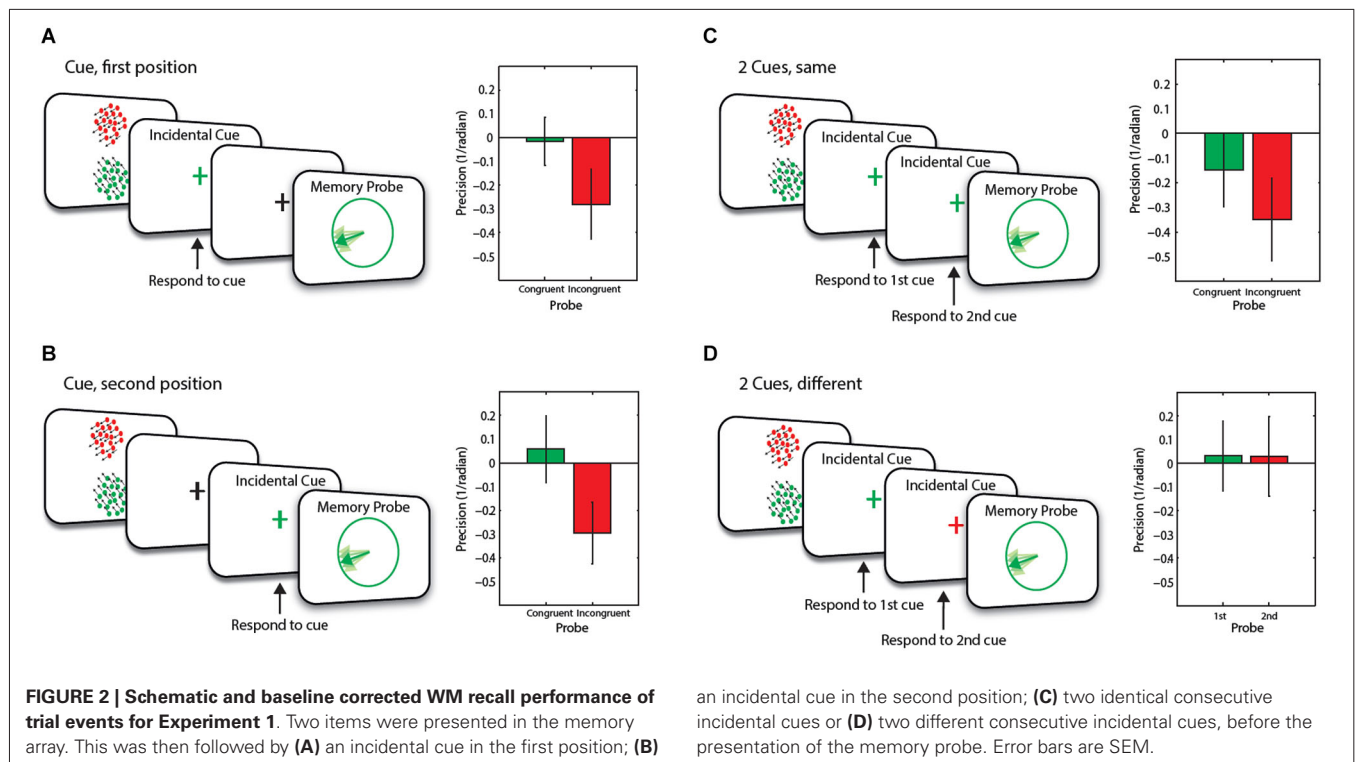 A
Cue, first position
Incidental Cue
+
+
Memory Probe
Respond to cue
Precision (1/radian)
0.2
0.1
0
−0.1
−0.2
−0.3
−0.4
−0.5
Congruent Incongruent
Probe
B
Cue, second position
+
Incidental Cue
+
Memory Probe
Respond to cue
Precision (1/radian)
0.2
0.1
0
−0.1
−0.2
−0.3
−0.4
−0.5
Congruent Incongruent
Probe
C
2 Cues, same
Incidental Cue
+
Incidental Cue
+
Memory Probe
Respond to 1st cue
Respond to 2nd cue
Precision (1/radian)
0.2
0.1
0
−0.1
−0.2
−0.3
−0.4
−0.5
Congruent Incongruent
Probe
D
2 Cues, different
Incidental Cue
+
Incidental Cue
+
Memory Probe
Respond to 1st cue
Respond to 2nd cue
Precision (1/radian)
0.2
0.1
0
−0.1
−0.2
−0.3
−0.4
−0.5
1st 2nd
Probe
FIGURE 2 | Schematic and baseline corrected WM recall performance of
trial events for Experiment 1. Two items were presented in the memory
array. This was then followed by (A) an incidental cue in the first position; (B)
an incidental cue in the second position; (C) two identical consecutive
incidental cues or (D) two different consecutive incidental cues, before the
presentation of the memory probe. Error bars are SEM.